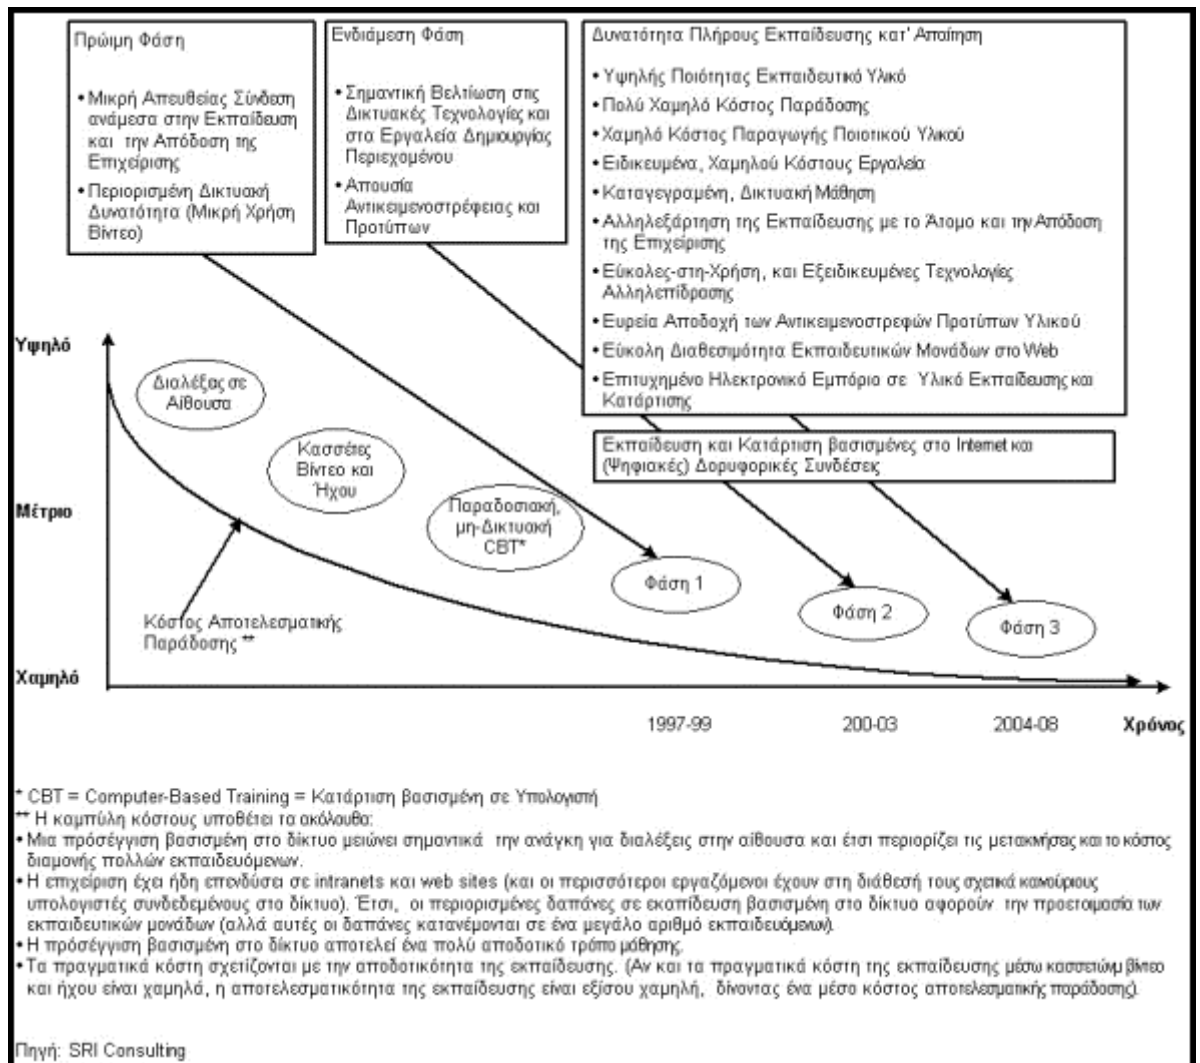 Πρώιμη Φάση
• Μικρή Απευθείας Σύνδεση
ανάμεσα στην Εκπαίδευση
και την Απόδοση της
Επιχείρισης
• Περιορισμένη Δικτυακή
Δυνατότητα (Μικρή Χρήση
Βίντεο)
Ενδιάμεση Φάση
• Σημαντική Βελτίωση στις
Δικτυακές Τεχνολογίες και
στα Εργαλεία Δημιουργίας
Περιεχομένου
• Απουσία
Αντικειμενοστρέφειας και
Προτύπων
Δυνατότητα Πλήρους Εκπαίδευσης κατ' Απαίτηση
• Υψηλής Ποιότητας Εκπαιδευτικό Υλικό
• Πολύ Χαμηλό Κόστος Παράδοσης
• Χαμηλό Κόστος Παραγωγής Ποιοτικού Υλικού
• Ειδικευμένα, Χαμηλού Κόστους Εργαλεία
• Καταγεγραμένη, Δικτυακή Μάθηση
• Αλληλεξάρτηση της Εκπαίδευσης με το Άτομο και την Απόδοση
της Επιχείρισης
• Εύκολες-στη-Χρήση, και Εξειδικευμένες Τεχνολογίες
Αλληλεπίδρασης
• Ευρεία Αποδοχή των Αντικειμενοστρεφών Προτύπων Υλικού
• Εύκολη Διαθεσιμότητα Εκπαιδευτικών Μονάδων στο Web
• Επιτυχημένο Ηλεκτρονικό Εμπόριο σε Υλικό Εκπαίδευσης και
Κατάρτισης
Εκπαίδευση και Κατάρτιση βασισμένες στο Internet και
(Ψηφιακές) Δορυφορικές Συνδέσεις
Υψηλό
Διαλέξεις σε
Αίθουσα
Κασσέτες
Βίντεο και
Ήχου
Μέτριο
Παραδοσιακή,
μη-Δικτυακή
CBT*
Φάση 1
Φάση 2
Φάση 3
Κόστος Αποτελεσματικής
Παράδοσης **
Χαμηλό
1997-99
200-03
2004-08
Χρόνος
* CBT = Computer-Based Training = Κατάρτιση βασισμένη σε Υπολογιστή
** Η καμπύλη κόστους υποθέτει τα ακόλουθα:
• Μια πρόσέγγιση βασισμένη στο δίκτυο μειώνει σημαντικά την ανάγκη για διαλέξεις στην αίθουσα και έτσι περιορίζει τις μετακινήσεις και το κόστος
διαμονής πολλών εκπαιδευόμενων.
• Η επιχείριση έχει ήδη επενδύσει σε intranets και web sites (και οι περισσότεροι εργαζόμενοι έχουν στη διάθεσή τους σχετικά καινούριους
υπολογιστές συνδεδεμένους στο δίκτυο). Έτσι, οι περιορισμένες δαπάνες σε εκαπίδευση βασισμένη στο δίκτυο αφορούν την προετοιμασία των
εκπαιδευτικών μονάδων (αλλά αυτές οι δαπάνες κατανέμονται σε ένα μεγάλο αριθμό εκπαιδευόμενων).
• Η πρόσέγγιση βασισμένη στο δίκτυο αποτελεί ένα πολύ αποδοτικό τρόπο μάθησης.
• Τα πραγματικά κόστη σχετίζονται με την αποδοτικότητα της εκπαίδευσης. (Αν και τα πραγματικά κόστη της εκπαίδευσης μέσω κασσετώνμ βίντεο
και ήχου είναι χαμηλά, η αποτελεσματικότητα της εκπαίδευσης είναι εξίσου χαμηλή, δίνοντας ένα μέσο κόστος αποτελεσματικής παράδοσης).
Πηγή: SRI Consulting